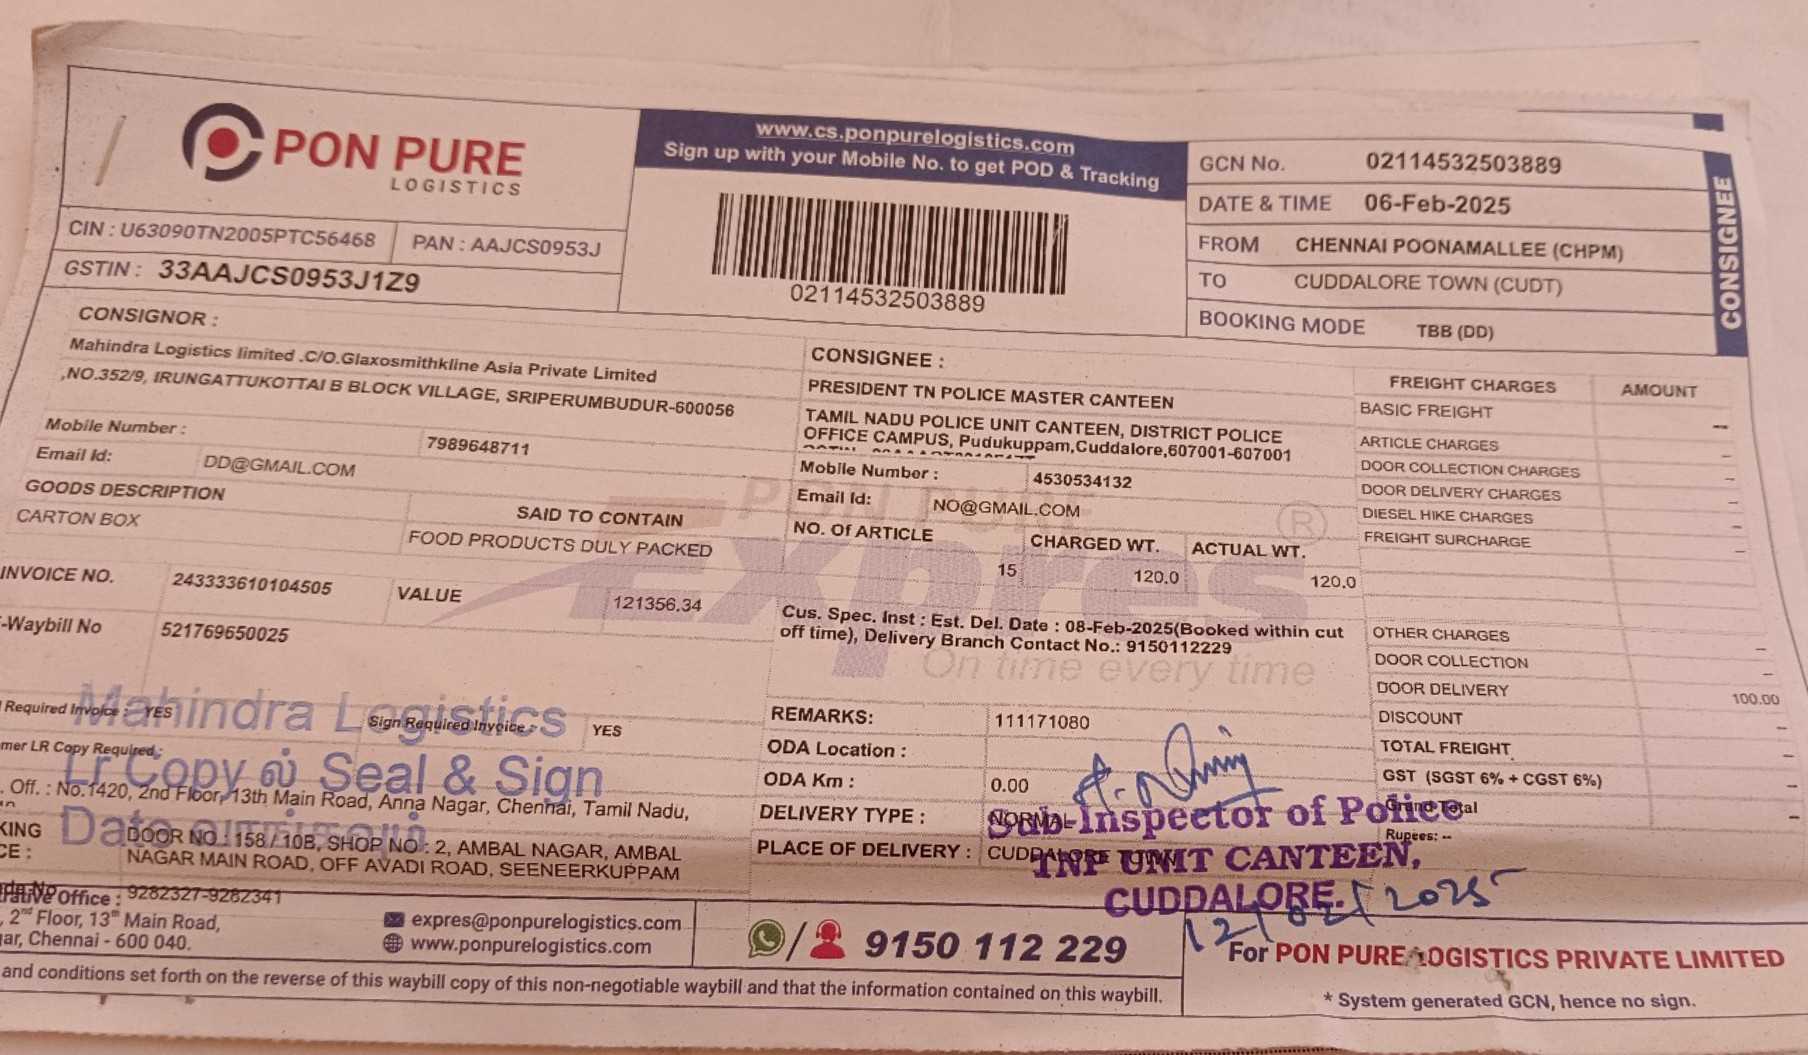 PON PURE
LOGISTICS
www.cs.ponpurelogistics.com
Sign up with your Mobile No. to get POD & Tracking
02114532503889
GCN No. 02114532503889
DATE & TIME 06-Feb-2025
FROM CHENNAI POONAMALLEE (CHPM)
TO CUDDALORE TOWN (CUDT)
BOOKING MODE TBB (DD)
CONSIGNEE
CIN : U63090TN2005PTC56468 PAN : AAJCS0953J
GSTIN : 33AAJCS0953J1Z9
CONSIGNOR :
Mahindra Logistics limited .C/O.Glaxosmithkline Asia Private Limited
,NO.352/9, IRUNGATTUKOTTAI B BLOCK VILLAGE, SRIPERUMBUDUR-600056
Mobile Number : 7989648711
Email Id: DD@GMAIL.COM
GOODS DESCRIPTION SAID TO CONTAIN
CARTON BOX FOOD PRODUCTS DULY PACKED
INVOICE NO. 243333610104505 VALUE 121356.34
-Waybill No 521769650025
CONSIGNEE :
PRESIDENT TN POLICE MASTER CANTEEN
TAMIL NADU POLICE UNIT CANTEEN, DISTRICT POLICE
OFFICE CAMPUS, Pudukuppam,Cuddalore,607001-607001
Mobile Number : 4530534132
Email Id: NO@GMAIL.COM
NO. Of ARTICLE CHARGED WT. ACTUAL WT.
15 120.0 120.0
PON PURE
Expres ®
On time every time
Cus. Spec. Inst : Est. Del. Date : 08-Feb-2025(Booked within cut
off time), Delivery Branch Contact No.: 9150112229
FREIGHT CHARGES AMOUNT
BASIC FREIGHT --
ARTICLE CHARGES --
DOOR COLLECTION CHARGES --
DOOR DELIVERY CHARGES --
DIESEL HIKE CHARGES --
FREIGHT SURCHARGE --
OTHER CHARGES --
DOOR COLLECTION --
DOOR DELIVERY 100.00
DISCOUNT --
TOTAL FREIGHT --
GST (SGST 6% + CGST 6%) --
Grand Total --
Rupees: --
Required Invoice : YES Sign Required Invoice : YES
mer LR Copy Required :
Mahindra Logistics
Lr Copy ல் Seal & Sign
Date
. Off. : No.1420, 2nd Floor, 13th Main Road, Anna Nagar, Chennai, Tamil Nadu,
KING
CE :
DOOR NO : 158 / 10B, SHOP NO : 2, AMBAL NAGAR, AMBAL
NAGAR MAIN ROAD, OFF AVADI ROAD, SEENEERKUPPAM
9282327-9282341
REMARKS: 111171080
ODA Location :
ODA Km : 0.00
DELIVERY TYPE : NORMAL
PLACE OF DELIVERY : CUDDALORE TOWN
Sub-Inspector of Police
TNP UNIT CANTEEN,
CUDDALORE.
12/02/2025
rative Office :
, 2nd Floor, 13th Main Road,
ar, Chennai - 600 040.
expres@ponpurelogistics.com
www.ponpurelogistics.com
/ 9150 112 229
For PON PURE LOGISTICS PRIVATE LIMITED
* System generated GCN, hence no sign.
and conditions set forth on the reverse of this waybill copy of this non-negotiable waybill and that the information contained on this waybill.